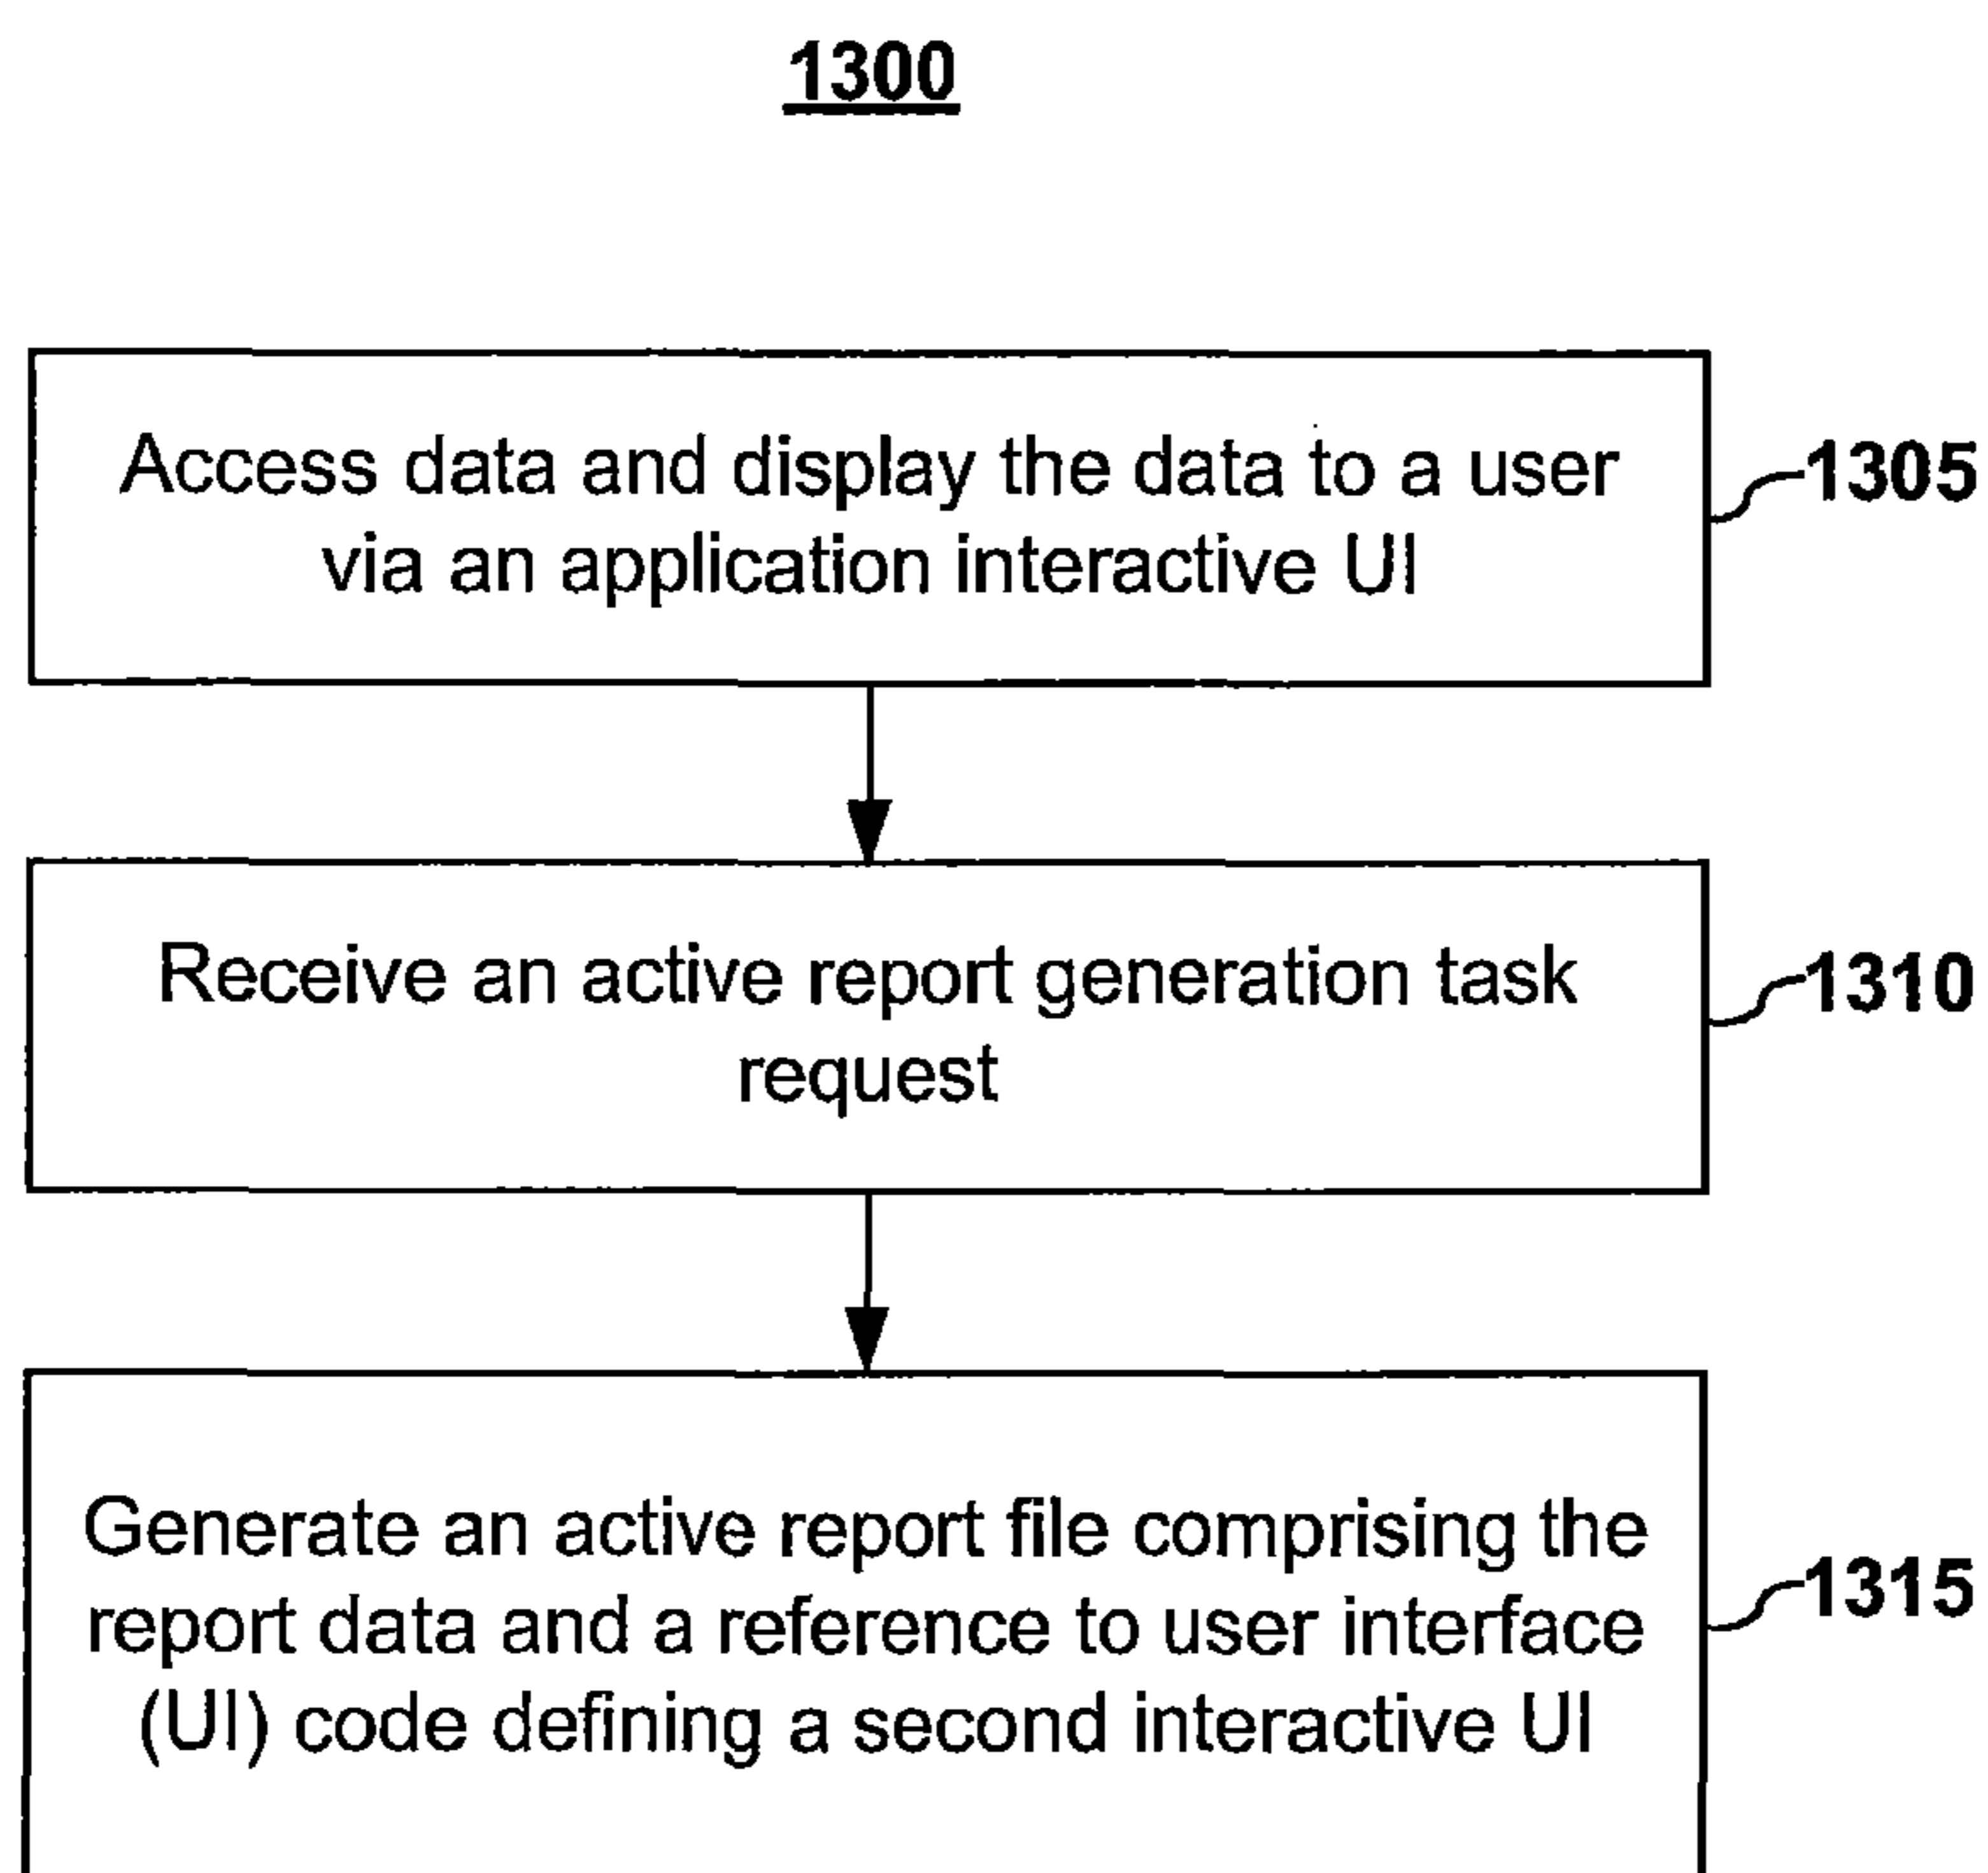 1300
Access data and display the data to a user
via an application interactive UI
1305
Receive an active report generation task
request
1310
Generate an active report file comprising the
report data and a reference to user interface
(UI) code defining a second interactive UI
1315